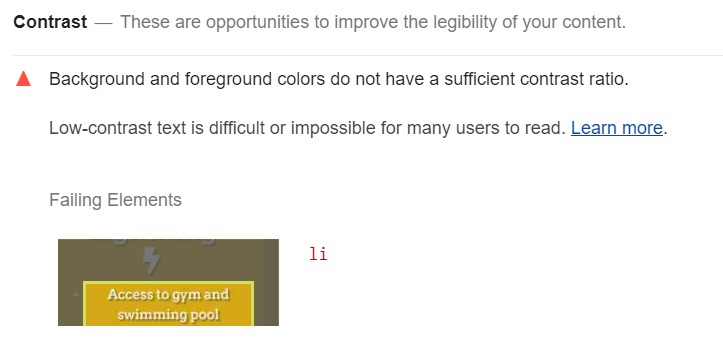 Contrast — These are opportunities to improve the legibility of your content.
Background and foreground colors do not have a sufficient contrast ratio.
Low-contrast text is difficult or impossible for many users to read. Learn more.
Failing Elements
li
Access to gym and
swimming pool